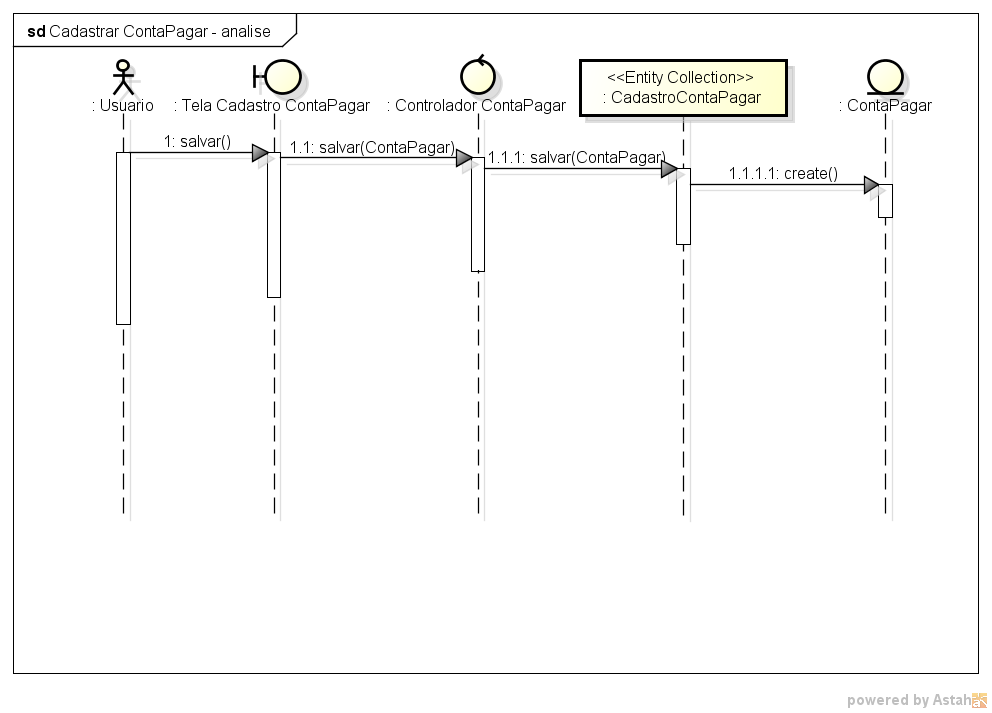 sd Cadastrar ContaPagar - analise
: Usuario
: Tela Cadastro ContaPagar
: Controlador ContaPagar
<<Entity Collection>>
: CadastroContaPagar
: ContaPagar
1: salvar()
1.1: salvar(ContaPagar)
1.1.1: salvar(ContaPagar)
1.1.1.1: create()
powered by Astah